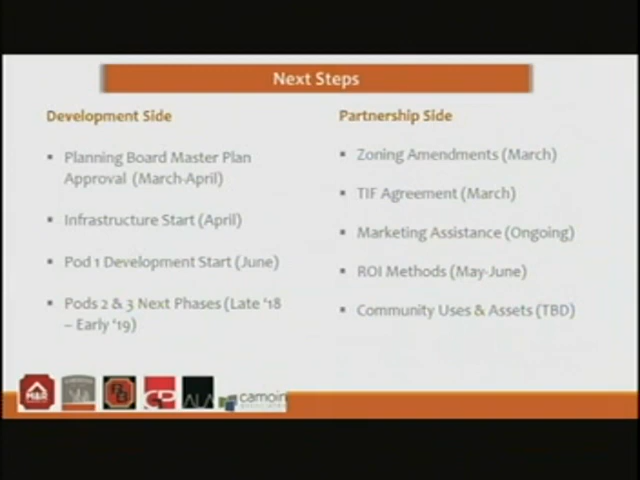 Next Steps
Development Side
▪ Planning Board Master Plan
Approval (March-April)
▪ Infrastructure Start (April)
▪ Pod 1 Development Start (June)
▪ Pods 2 & 3 Next Phases (Late ‘18
– Early ‘19)
Partnership Side
▪ Zoning Amendments (March)
▪ TIF Agreement (March)
▪ Marketing Assistance (Ongoing)
▪ ROI Methods (May-June)
▪ Community Uses & Assets (TBD)
M&R
GP
ALA
camoin